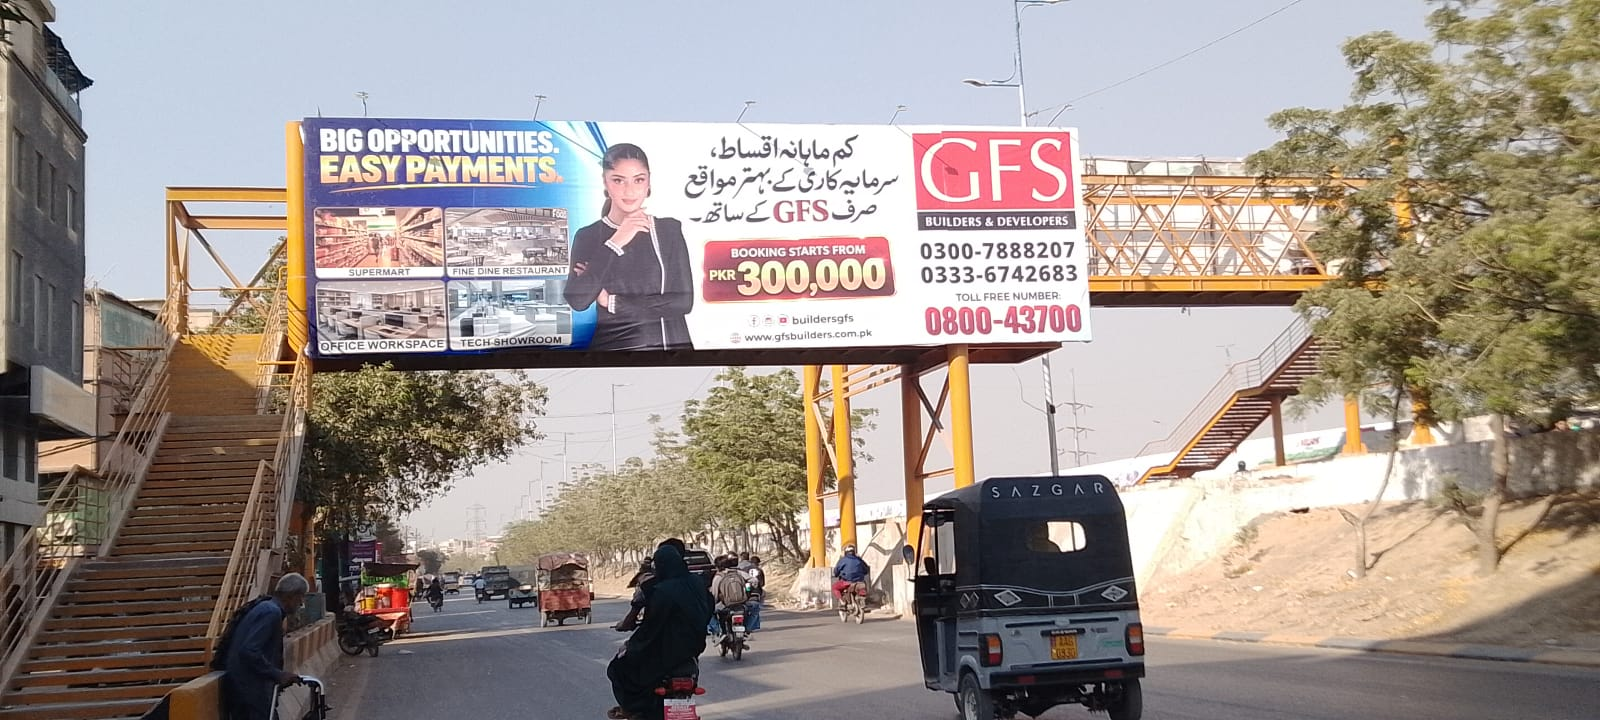 BIG OPPORTUNITIES.
EASY PAYMENTS.
SUPERMART
FINE DINE RESTAURANT
OFFICE WORKSPACE
TECH SHOWROOM
کم ماہانہ اقساط،
سرمایہ کاری کے بہتر مواقع
صرف GFS کے ساتھ۔
BOOKING STARTS FROM
PKR 300,000
buildersgfs
www.gfsbuilders.com.pk
GFS
BUILDERS & DEVELOPERS
0300-7888207
0333-6742683
TOLL FREE NUMBER:
0800-43700
SAZGAR